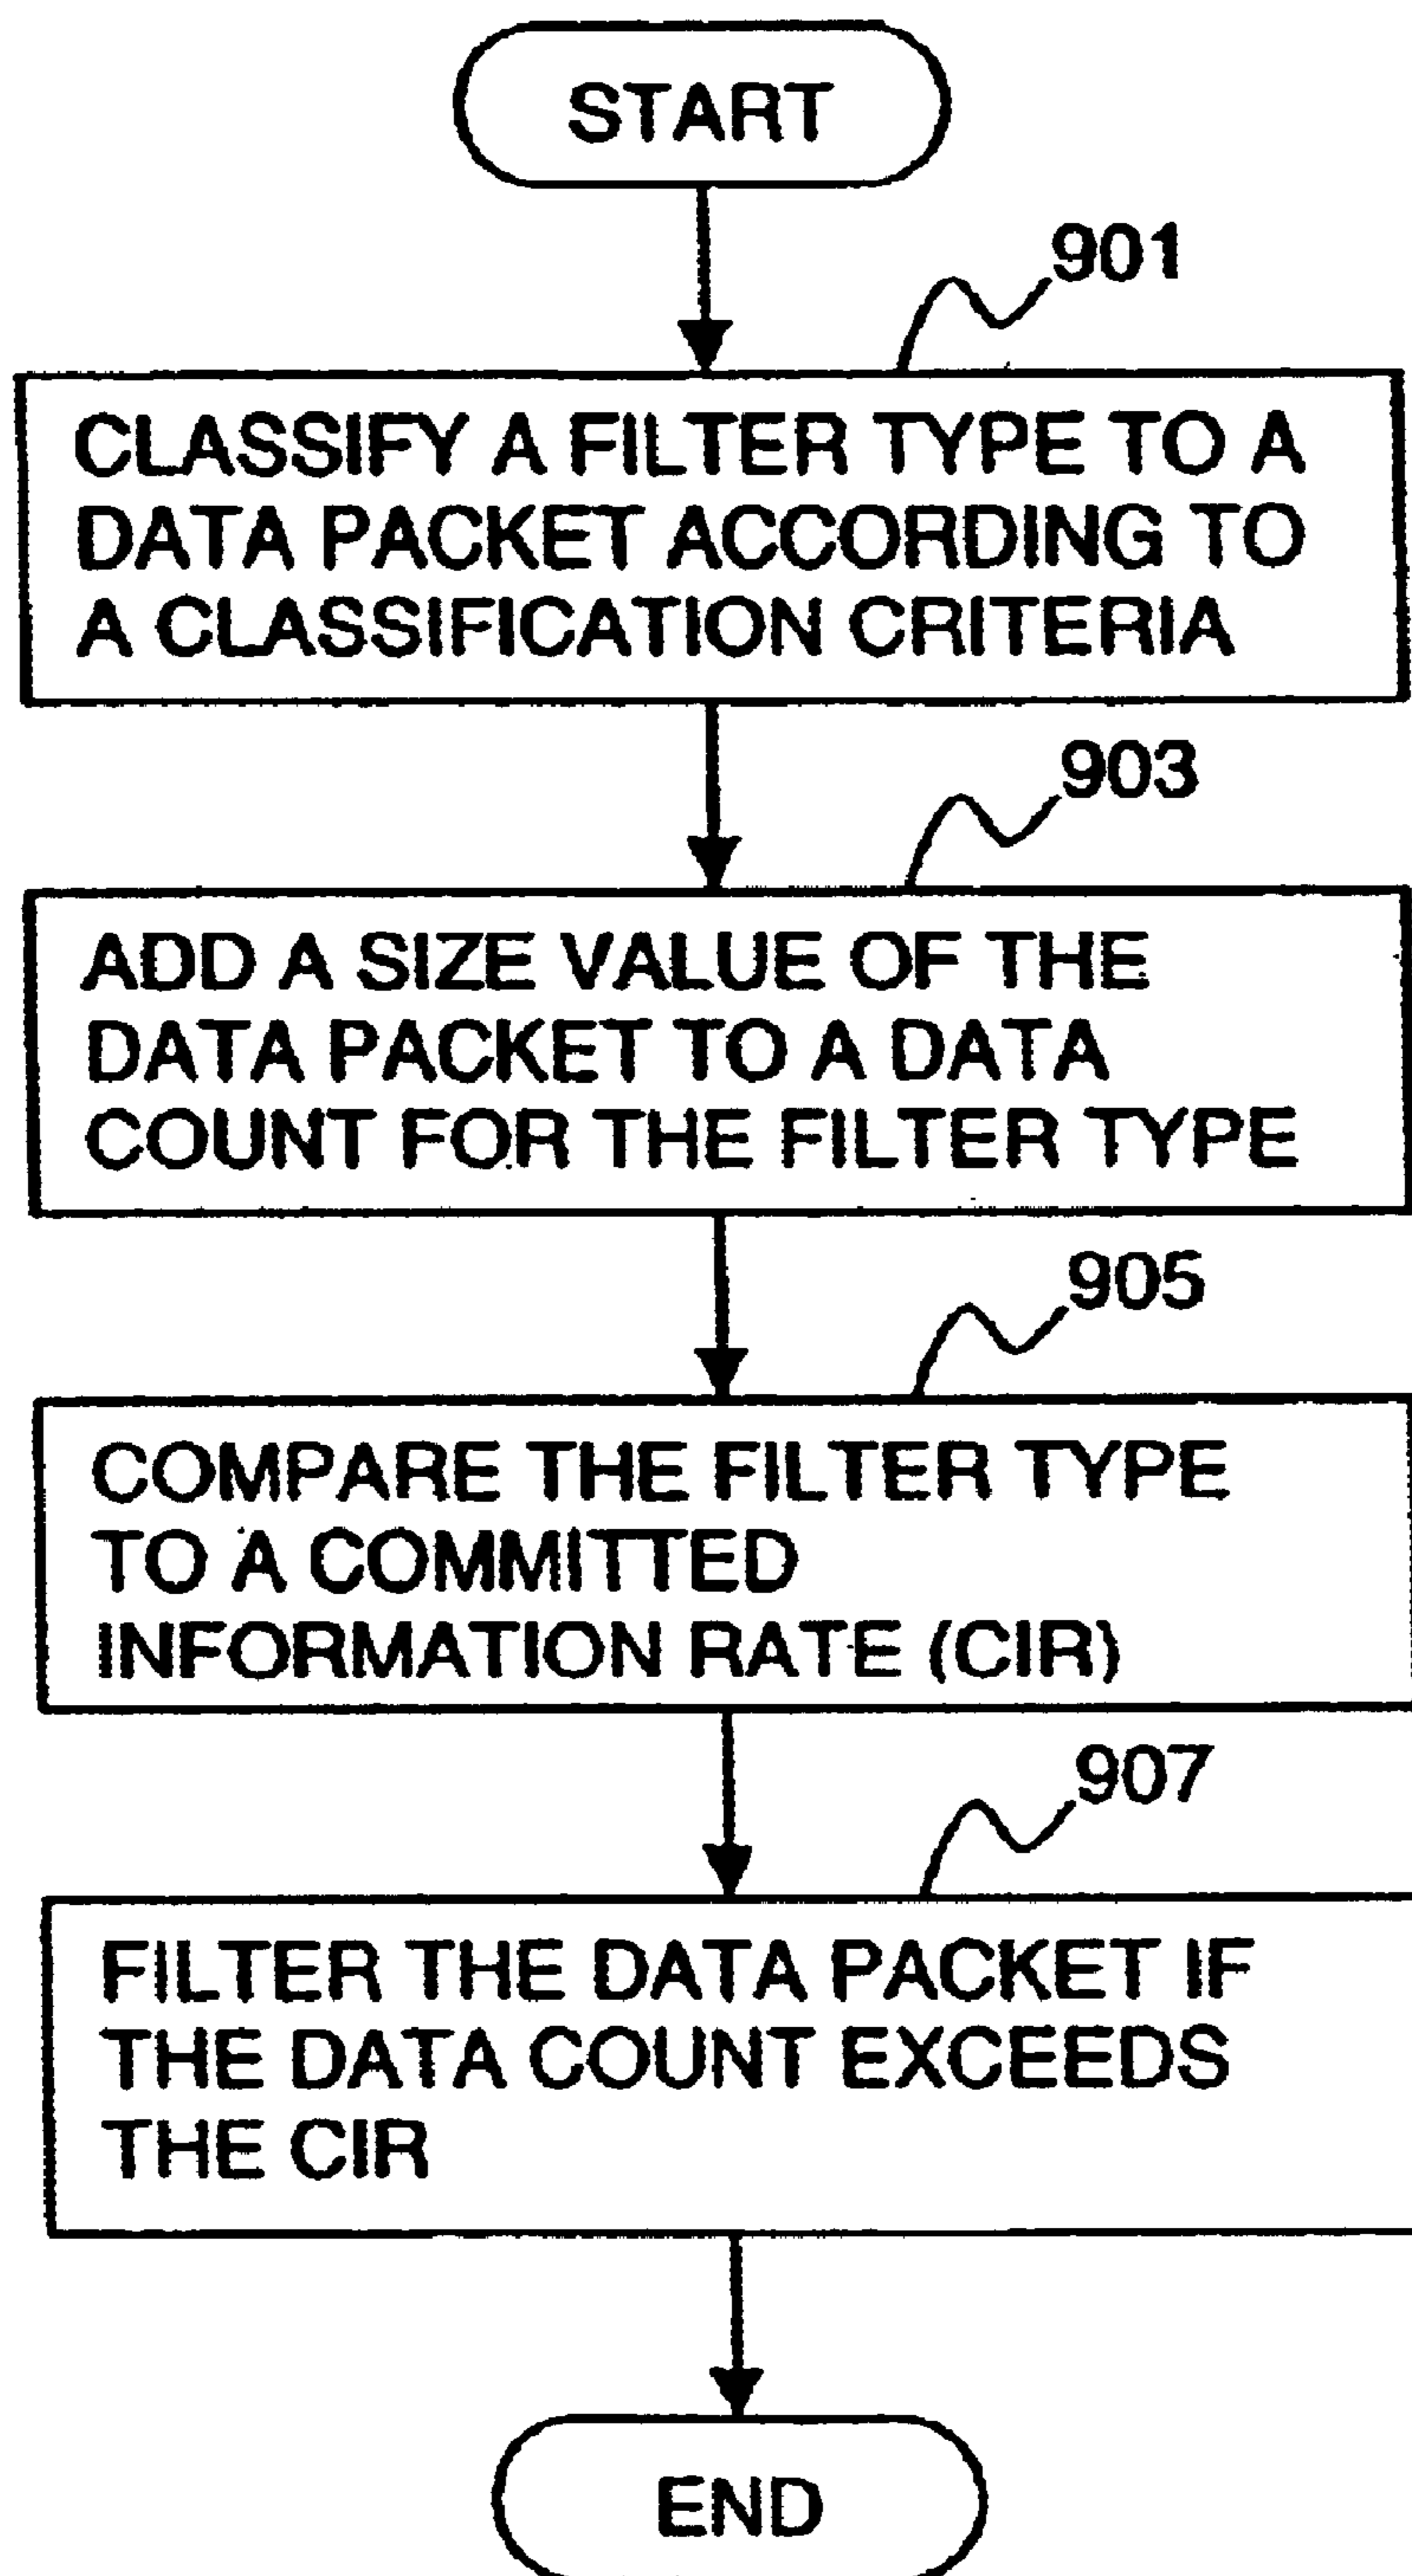 START
901
CLASSIFY A FILTER TYPE TO A
DATA PACKET ACCORDING TO
A CLASSIFICATION CRITERIA
903
ADD A SIZE VALUE OF THE
DATA PACKET TO A DATA
COUNT FOR THE FILTER TYPE
905
COMPARE THE FILTER TYPE
TO A COMMITTED
INFORMATION RATE (CIR)
907
FILTER THE DATA PACKET IF
THE DATA COUNT EXCEEDS
THE CIR
END